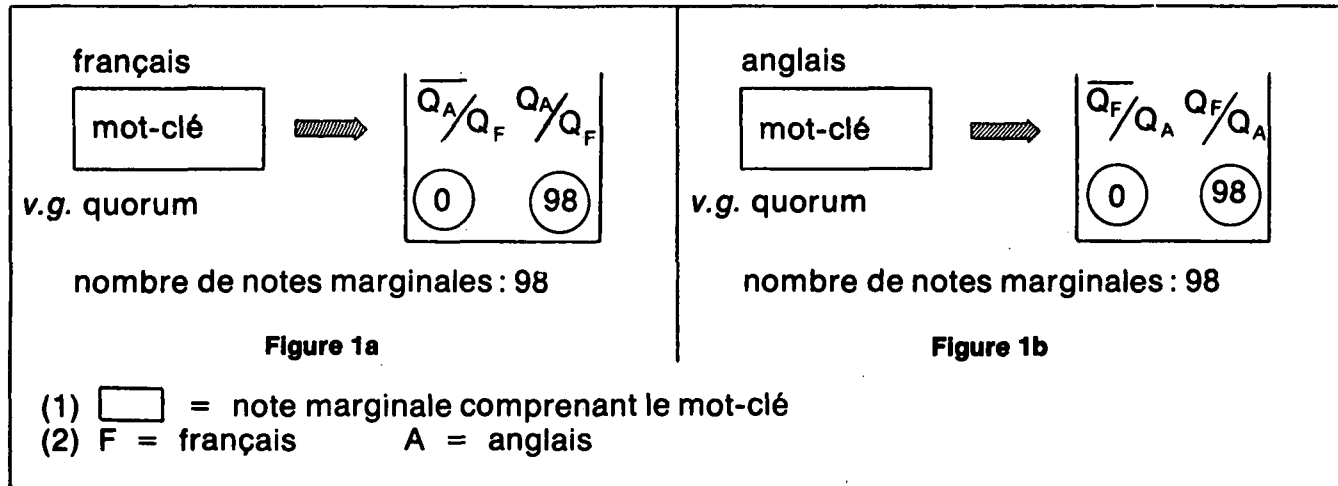 français
mot-clé
Q̅A̅/QF QA/QF
v.g. quorum
0 98
nombre de notes marginales : 98
Figure 1a
anglais
mot-clé
Q̅F̅/QA QF/QA
v.g. quorum
0 98
nombre de notes marginales : 98
Figure 1b
(1) = note marginale comprenant le mot-clé
(2) F = français A = anglais